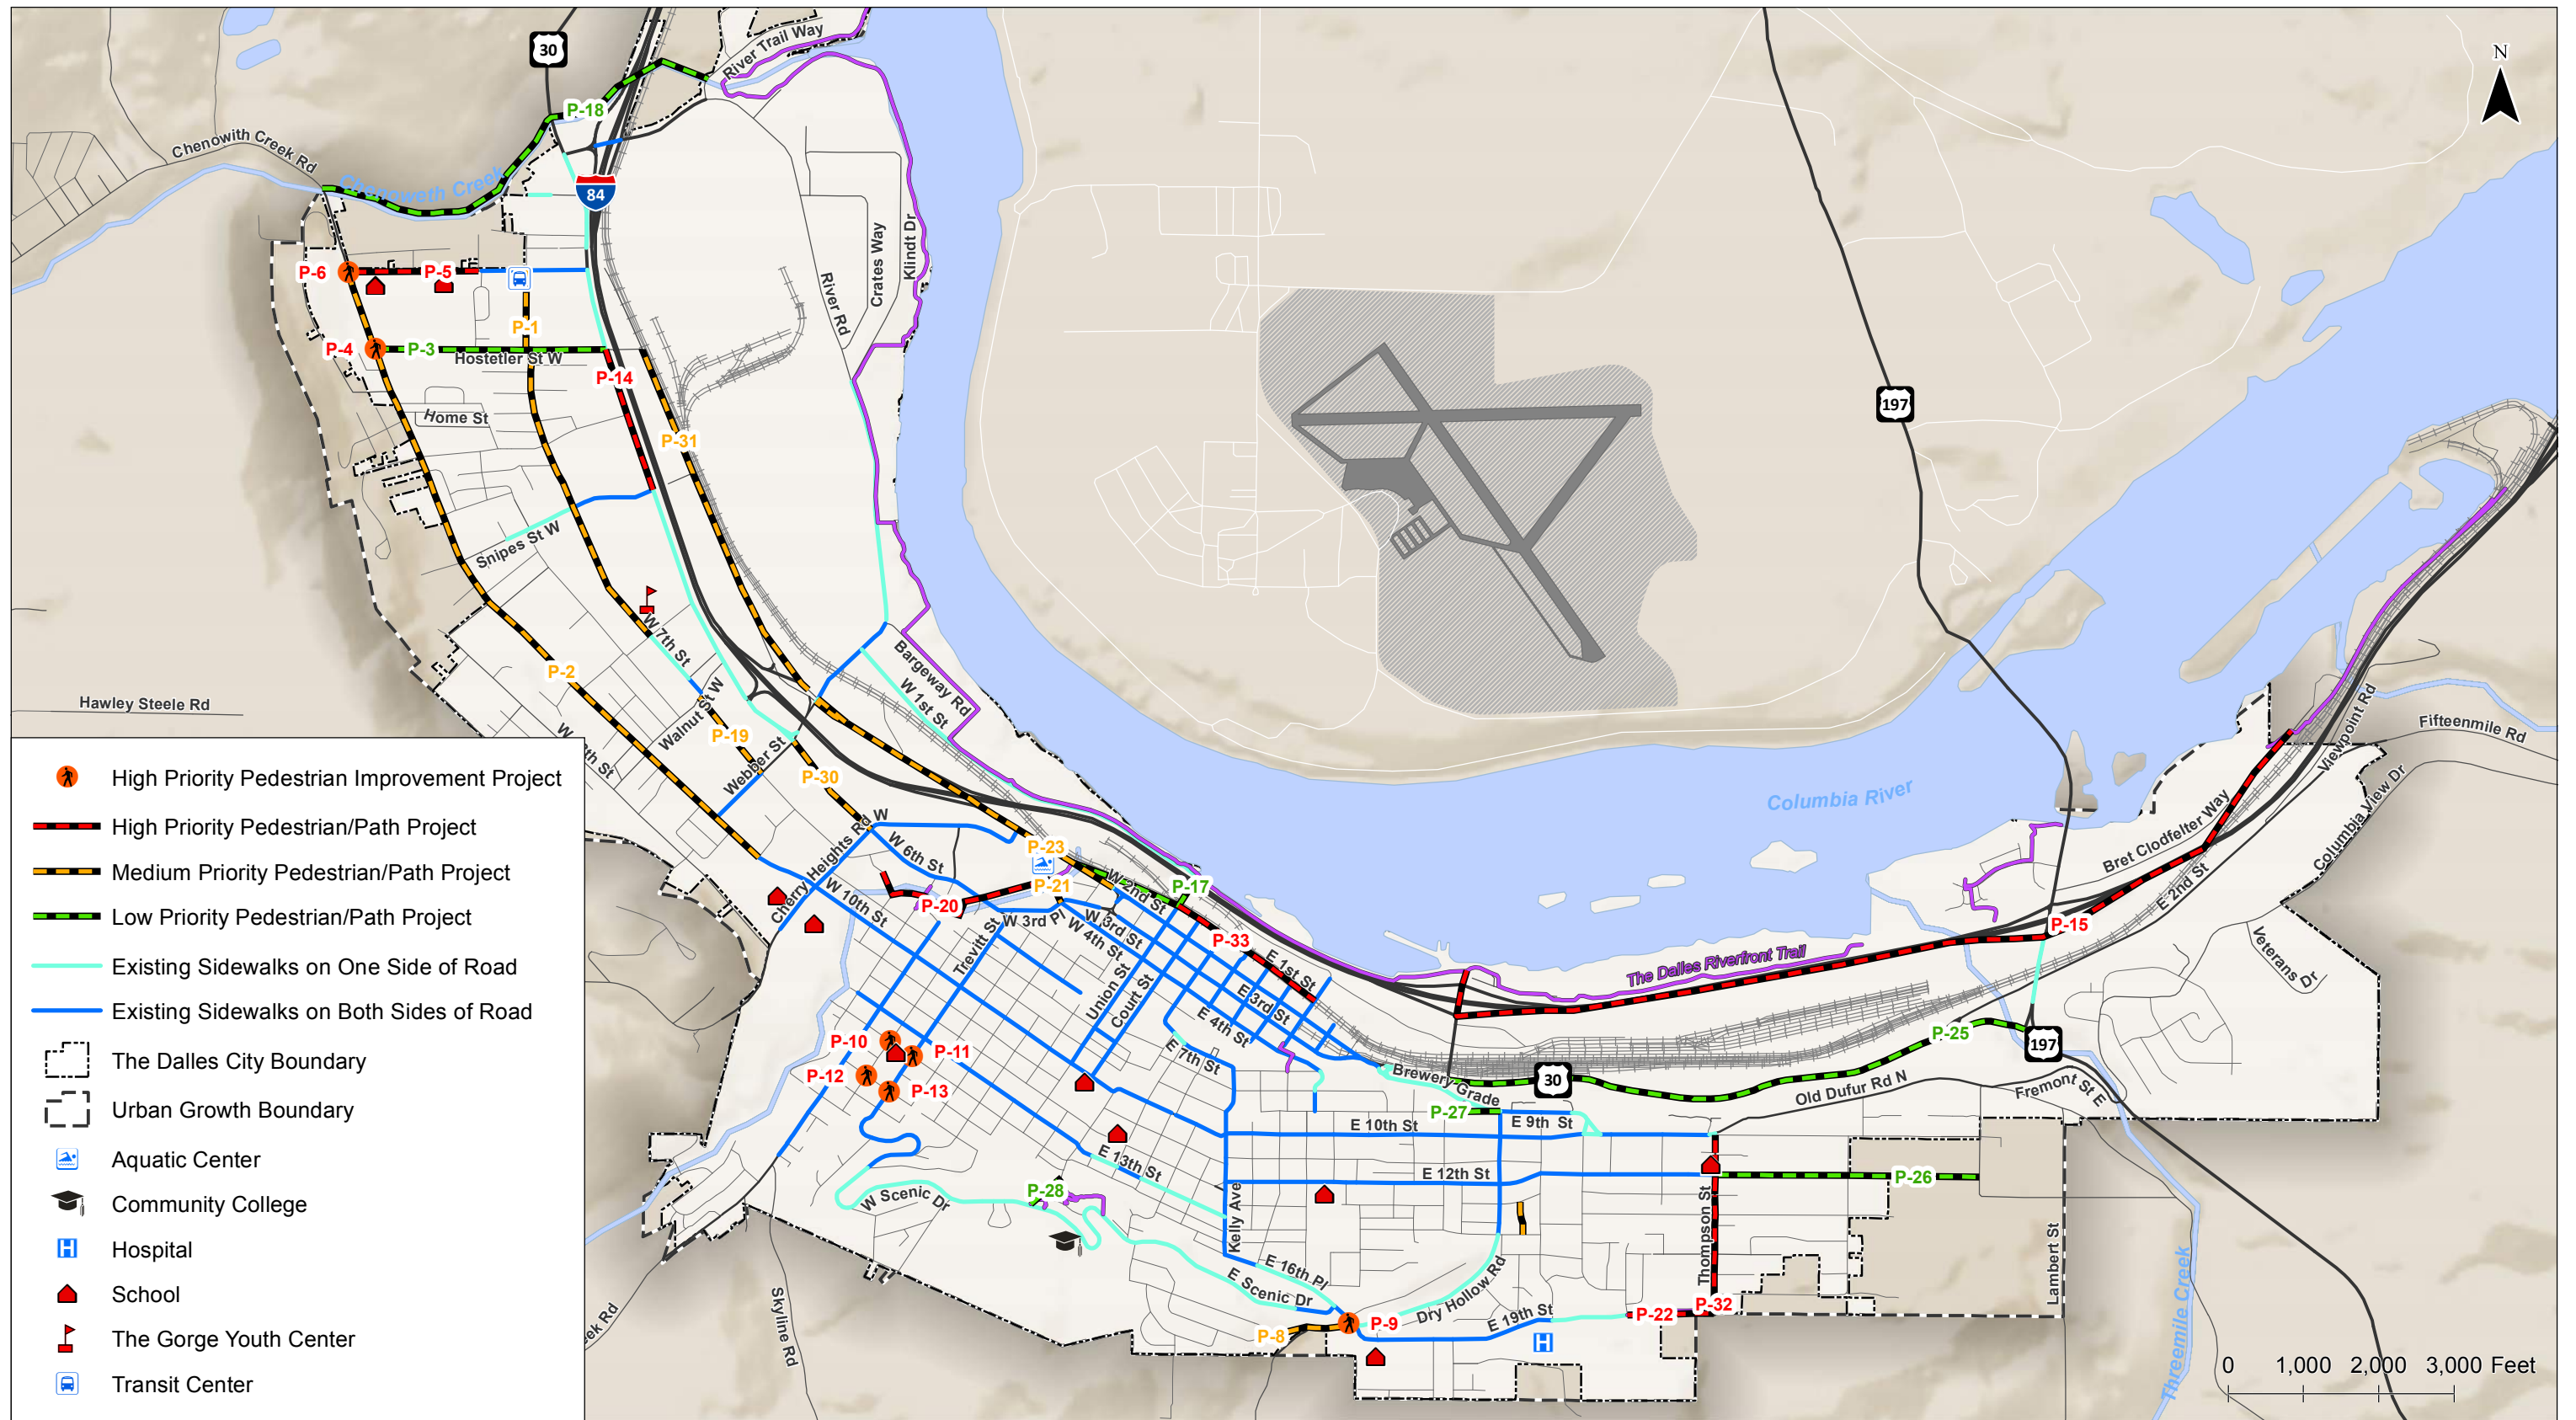 N
30
River Trail Way
P-18
Chenowith Creek Rd
Chenoweth Creek
84
Crates Way
Klindt Dr
River Rd
P-6
P-5
P-1
P-4
P-3
Hostetler St W
P-14
197
Home St
P-31
Snipes St W
W 7th St
P-2
Bargeway Rd
W 1st St
Hawley Steele Rd
Walnut St W
P-19
Webber St
P-30
Viewpoint Rd
Fifteenmile Rd
Columbia View Dr
Columbia River
Bret Clodfelter Way
E 2nd St
Cherry Heights Rd W
W 6th St
P-23
P-21
P-17
W 2nd St
P-20
W 10th St
W 3rd Pl
W 3rd St
W 4th St
P-33
P-15
Trevitt St
Union St
Court St
E 1st St
E 3rd St
E 4th St
E 7th St
The Dalles Riverfront Trail
Veterans Dr
P-10
P-11
P-12
P-13
P-25
197
30
Brewery Grade
Old Dufur Rd N
Fremont St E
P-27
E 9th St
E 10th St
E 12th St
E 13th St
P-26
P-28
W Scenic Dr
Kelly Ave
Thompson St
Lambert St
E 16th Pl
E Scenic Dr
Dry Hollow Rd
E 19th St
P-8
P-9
P-22
P-32
Skyline Rd
eek Rd
Threemile Creek
High Priority Pedestrian Improvement Project
High Priority Pedestrian/Path Project
Medium Priority Pedestrian/Path Project
Low Priority Pedestrian/Path Project
Existing Sidewalks on One Side of Road
Existing Sidewalks on Both Sides of Road
The Dalles City Boundary
Urban Growth Boundary
Aquatic Center
Community College
H Hospital
School
The Gorge Youth Center
Transit Center
H
0 1,000 2,000 3,000 Feet